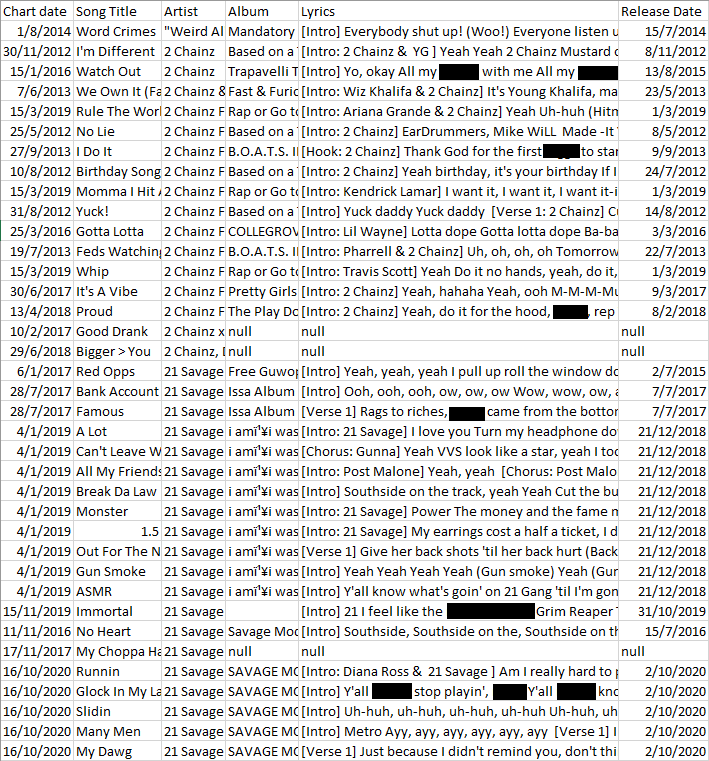 Chart date Song Title Artist Album Lyrics Release Date
1/8/2014 Word Crimes "Weird Al Mandatory [Intro] Everybody shut up! (Woo!) Everyone listen u 15/7/2014
30/11/2012 I'm Different 2 Chainz Based on a [Intro: 2 Chainz & YG ] Yeah Yeah 2 Chainz Mustard o 8/11/2012
15/1/2016 Watch Out 2 Chainz Trapavelli T [Intro] Yo, okay All my with me All my 13/8/2015
7/6/2013 We Own It (Fa 2 Chainz & Fast & Furio [Intro: Wiz Khalifa & 2 Chainz] It's Young Khalifa, ma 23/5/2013
15/3/2019 Rule The Worl 2 Chainz F Rap or Go to [Intro: Ariana Grande & 2 Chainz] Yeah Uh-huh (Hitm 1/3/2019
25/5/2012 No Lie 2 Chainz F Based on a [Intro: 2 Chainz] EarDrummers, Mike WiLL Made-It 8/5/2012
27/9/2013 I Do It 2 Chainz F B.O.A.T.S. II [Hook: 2 Chainz] Thank God for the first to star 9/9/2013
10/8/2012 Birthday Song 2 Chainz F Based on a [Intro: 2 Chainz] Yeah birthday, it's your birthday If I 24/7/2012
15/3/2019 Momma I Hit A 2 Chainz F Rap or Go to [Intro: Kendrick Lamar] I want it, I want it, I want it-i 1/3/2019
31/8/2012 Yuck! 2 Chainz F Based on a [Intro] Yuck daddy Yuck daddy [Verse 1: 2 Chainz] Cu 14/8/2012
25/3/2016 Gotta Lotta 2 Chainz F COLLEGROV [Intro: Lil Wayne] Lotta dope Gotta lotta dope Ba-ba 3/3/2016
19/7/2013 Feds Watching 2 Chainz F B.O.A.T.S. II [Intro: Pharrell & 2 Chainz] Uh, oh, oh, oh Tomorrow 22/7/2013
15/3/2019 Whip 2 Chainz F Rap or Go to [Intro: Travis Scott] Yeah Do it no hands, yeah, do it, 1/3/2019
30/6/2017 It's A Vibe 2 Chainz F Pretty Girls [Intro: 2 Chainz] Yeah, hahaha Yeah, ooh M-M-M-Mu 9/3/2017
13/4/2018 Proud 2 Chainz F The Play Do [Intro: 2 Chainz] Yeah, do it for the hood, , rep 8/2/2018
10/2/2017 Good Drank 2 Chainz x null null null
29/6/2018 Bigger > You 2 Chainz, D null null null
6/1/2017 Red Opps 21 Savage Free Guwop [Intro] Yeah, yeah, yeah I pull up roll the window do 2/7/2015
28/7/2017 Bank Account 21 Savage Issa Album [Intro] Ooh, ooh, ooh, ow, ow, ow Wow, wow, ow, a 7/7/2017
28/7/2017 Famous 21 Savage Issa Album [Verse 1] Rags to riches, came from the bottor 7/7/2017
4/1/2019 A Lot 21 Savage i amï¹¥i was [Intro: 21 Savage] I love you Turn my headphone do 21/12/2018
4/1/2019 Can't Leave W 21 Savage i amï¹¥i was [Chorus: Gunna] Yeah VVS look like a star, yeah I too 21/12/2018
4/1/2019 All My Friends 21 Savage i amï¹¥i was [Intro: Post Malone] Yeah, yeah [Chorus: Post Malo 21/12/2018
4/1/2019 Break Da Law 21 Savage i amï¹¥i was [Intro] Southside on the track, yeah Yeah Cut the bu 21/12/2018
4/1/2019 Monster 21 Savage i amï¹¥i was [Intro: 21 Savage] Power The money and the fame m 21/12/2018
4/1/2019 1.5 21 Savage i amï¹¥i was [Intro: 21 Savage] My earrings cost a half a ticket, I d 21/12/2018
4/1/2019 Out For The N 21 Savage i amï¹¥i was [Verse 1] Give her back shots 'til her back hurt (Back 21/12/2018
4/1/2019 Gun Smoke 21 Savage i amï¹¥i was [Intro] Yeah Yeah Yeah Yeah (Gun smoke) Yeah (Gur 21/12/2018
4/1/2019 ASMR 21 Savage i amï¹¥i was [Intro] Y'all know what's goin' on 21 Gang 'til I'm gon 21/12/2018
15/11/2019 Immortal 21 Savage [Intro] 21 I feel like the Grim Reaper T 31/10/2019
11/11/2016 No Heart 21 Savage Savage Mod [Intro] Southside, Southside on the, Southside on th 15/7/2016
17/11/2017 My Choppa Ha 21 Savage null null null
16/10/2020 Runnin 21 Savage SAVAGE MO [Intro: Diana Ross & 21 Savage ] Am I really hard to p 2/10/2020
16/10/2020 Glock In My La 21 Savage SAVAGE MO [Intro] Y'all stop playin', Y'all kno 2/10/2020
16/10/2020 Slidin 21 Savage SAVAGE MO [Intro] Uh-huh, uh-huh, uh-huh, uh-huh Uh-huh, uh 2/10/2020
16/10/2020 Many Men 21 Savage SAVAGE MO [Intro] Metro Ayy, ayy, ayy, ayy, ayy [Verse 1] I 2/10/2020
16/10/2020 My Dawg 21 Savage SAVAGE MO [Verse 1] Just because I didn't remind you, don't thi 2/10/2020